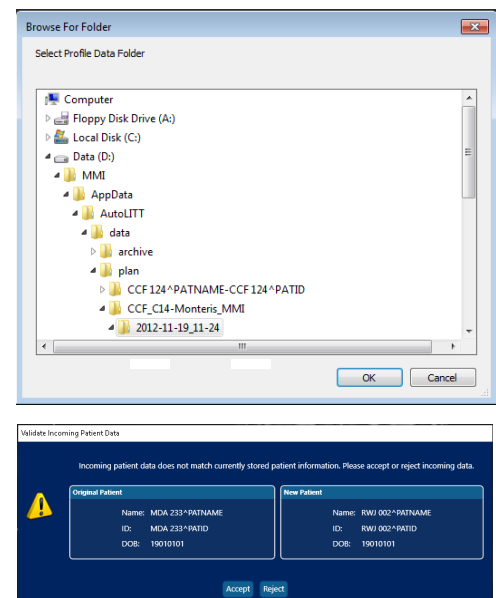 Browse For Folder
Select Profile Data Folder
Computer
Floppy Disk Drive (A:)
Local Disk (C:)
Data (D:)
MMI
AppData
AutoLITT
data
archive
plan
CCF 124^PATNAME-CCF 124^PATID
CCF_C14-Monteris_MMI
2012-11-19_11-24
OK Cancel
Validate Incoming Patient Data
Incoming patient data does not match currently stored patient information. Please accept or reject incoming data.
Original Patient
Name: MDA 233^PATNAME
ID: MDA 233^PATID
DOB: 19010101
New Patient
Name: RWJ 002^PATNAME
ID: RWJ 002^PATID
DOB: 19010101
Accept Reject